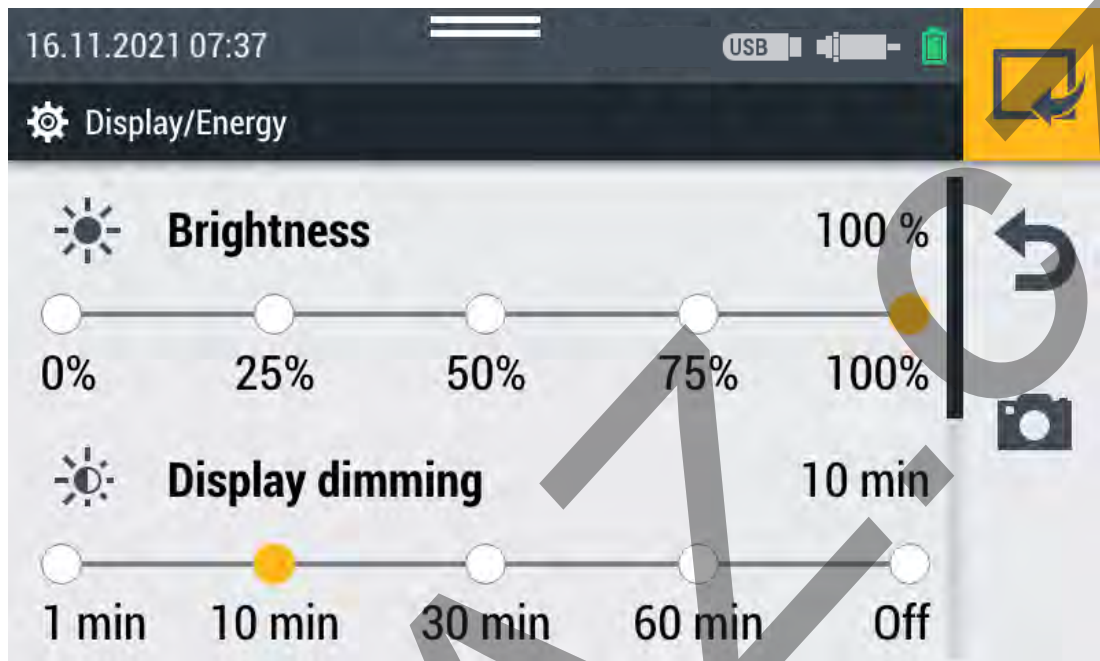 16.11.2021 07:37
USB
Display/Energy
Brightness 100 %
0% 25% 50% 75% 100%
Display dimming 10 min
1 min 10 min 30 min 60 min Off